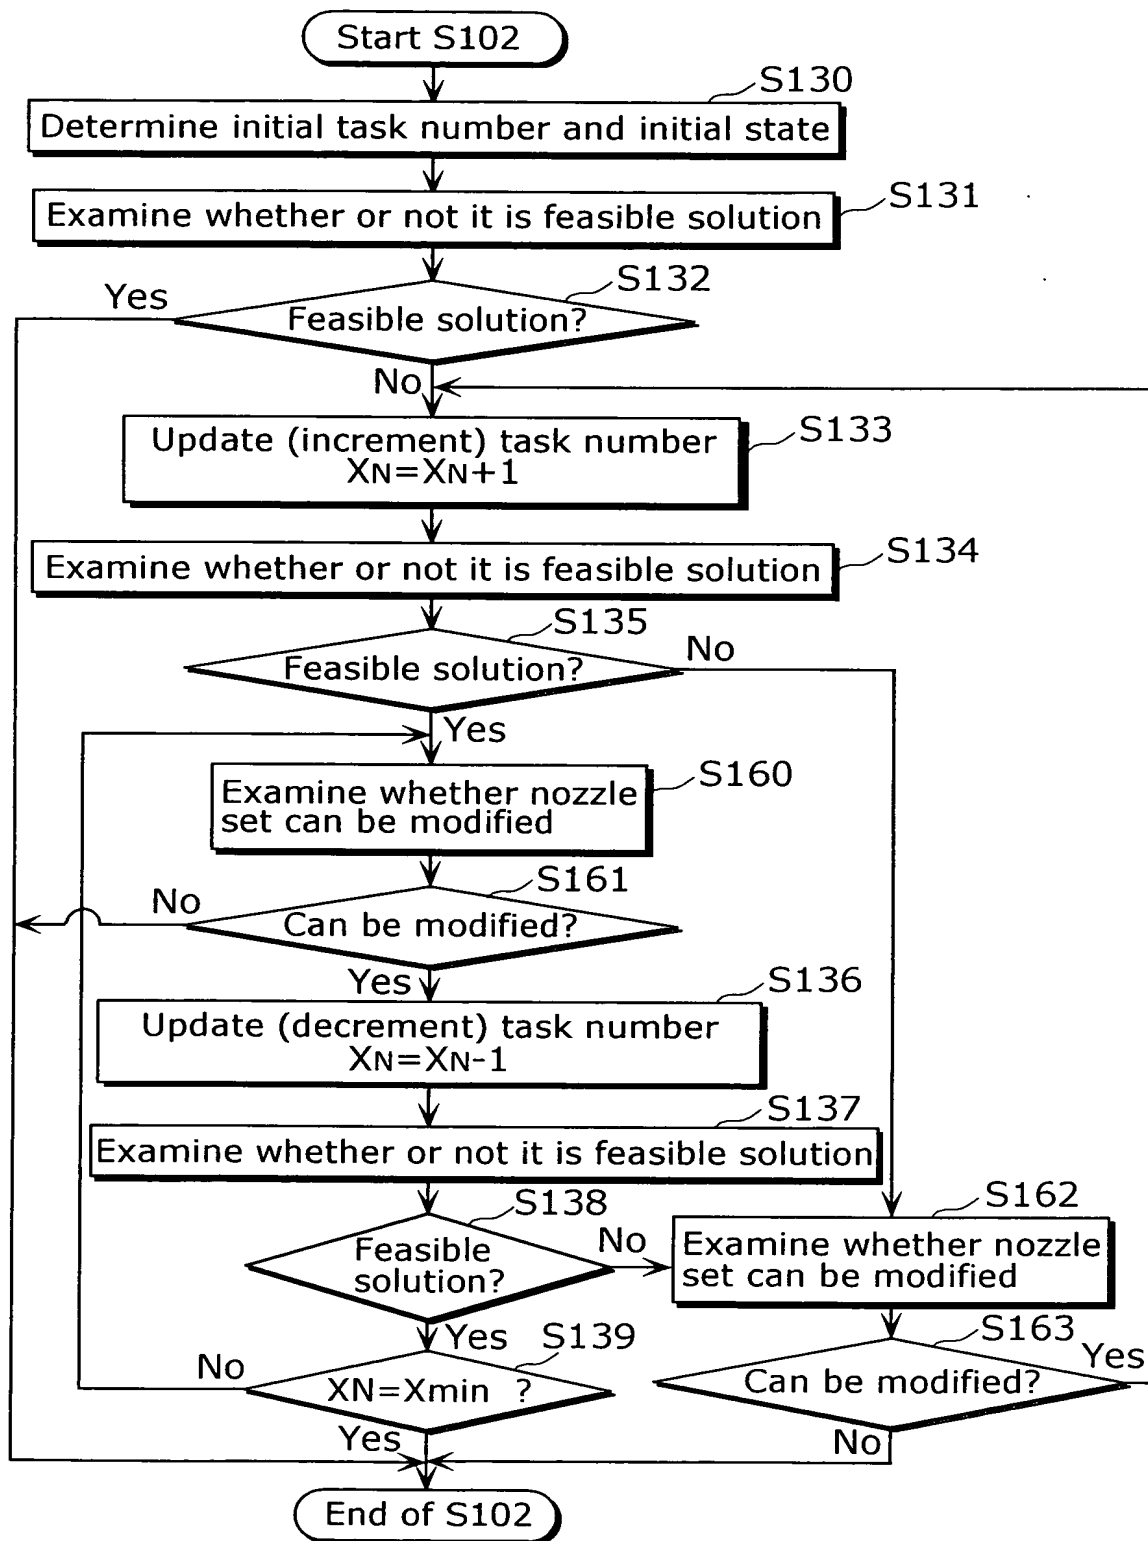 Start S102
S130
Determine initial task number and initial state
S131
Examine whether or not it is feasible solution
S132
Yes
Feasible solution?
No
S133
Update (increment) task number
XN=XN+1
S134
Examine whether or not it is feasible solution
S135
No
Feasible solution?
Yes
S160
Examine whether nozzle
set can be modified
S161
No
Can be modified?
Yes
S136
Update (decrement) task number
XN=XN-1
S137
Examine whether or not it is feasible solution
S138
Feasible
solution?
No
S162
Examine whether nozzle
set can be modified
Yes
S139
No
XN=Xmin ?
Yes
S163
Yes
Can be modified?
No
End of S102